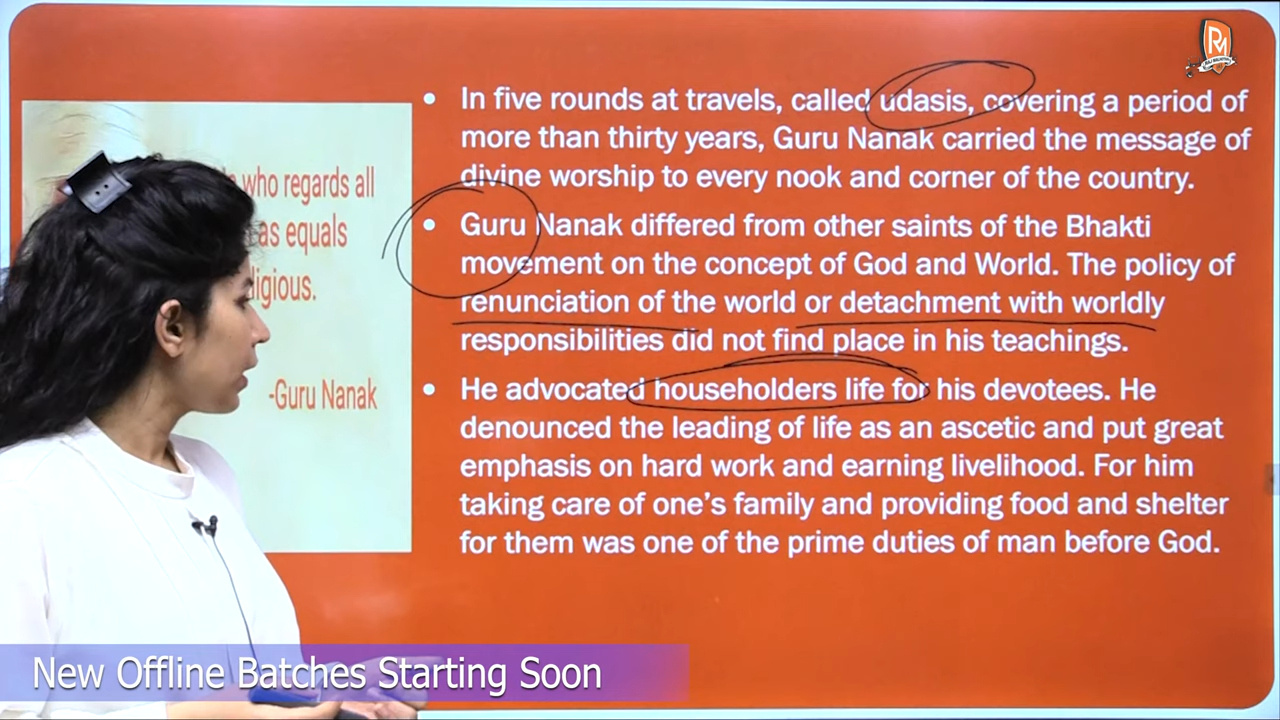 who regards all
as equals
-Guru Nanak
In five rounds at travels, called udasis, covering a period of
more than thirty years, Guru Nanak carried the message of
divine worship to every nook and corner of the country.
Guru Nanak differed from other saints of the Bhakti
movement on the concept of God and World. The policy of
renunciation of the world or detachment with worldly
responsibilities did not find place in his teachings.
He advocated householders life for his devotees. He
denounced the leading of life as an ascetic and put great
emphasis on hard work and earning livelihood. For him
taking care of one's family and providing food and shelter
for them was one of the prime duties of man before God.
New Offline Batches Starting Soon